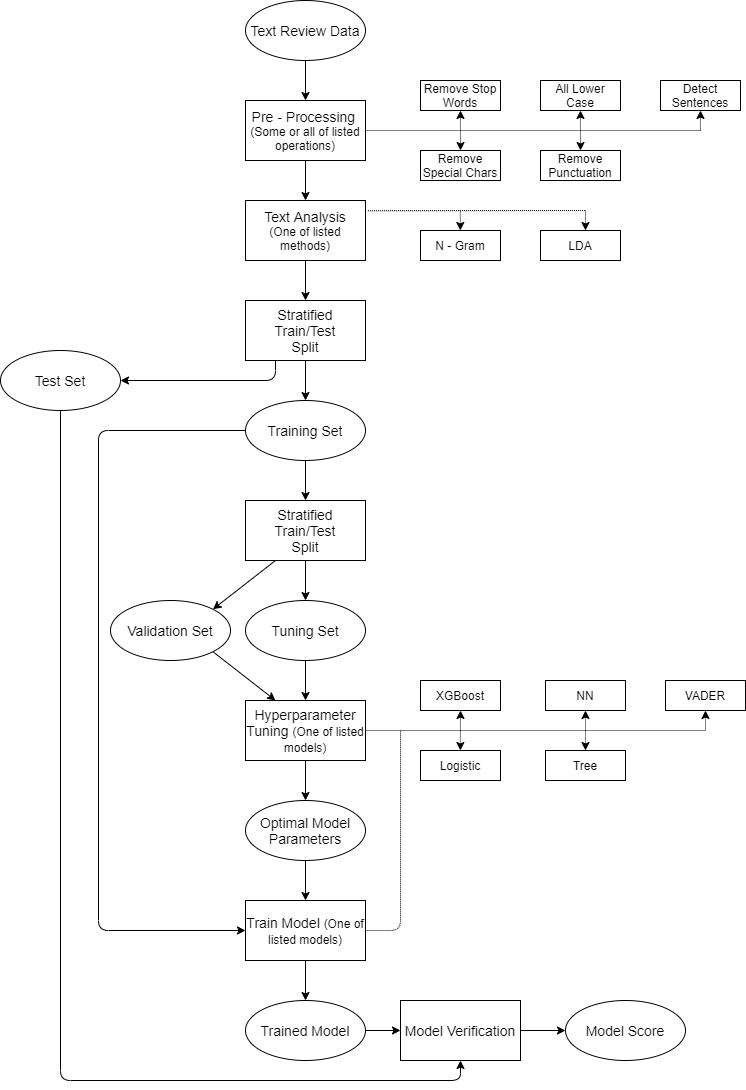 Text Review Data
Pre - Processing
(Some or all of listed
operations)
Remove Stop
Words
All Lower
Case
Detect
Sentences
Remove
Special Chars
Remove
Punctuation
Text Analysis
(One of listed
methods)
N - Gram
LDA
Stratified
Train/Test
Split
Test Set
Training Set
Stratified
Train/Test
Split
Validation Set
Tuning Set
Hyperparameter
Tuning (One of listed
models)
XGBoost
NN
VADER
Logistic
Tree
Optimal Model
Parameters
Train Model (One of
listed models)
Trained Model
Model Verification
Model Score